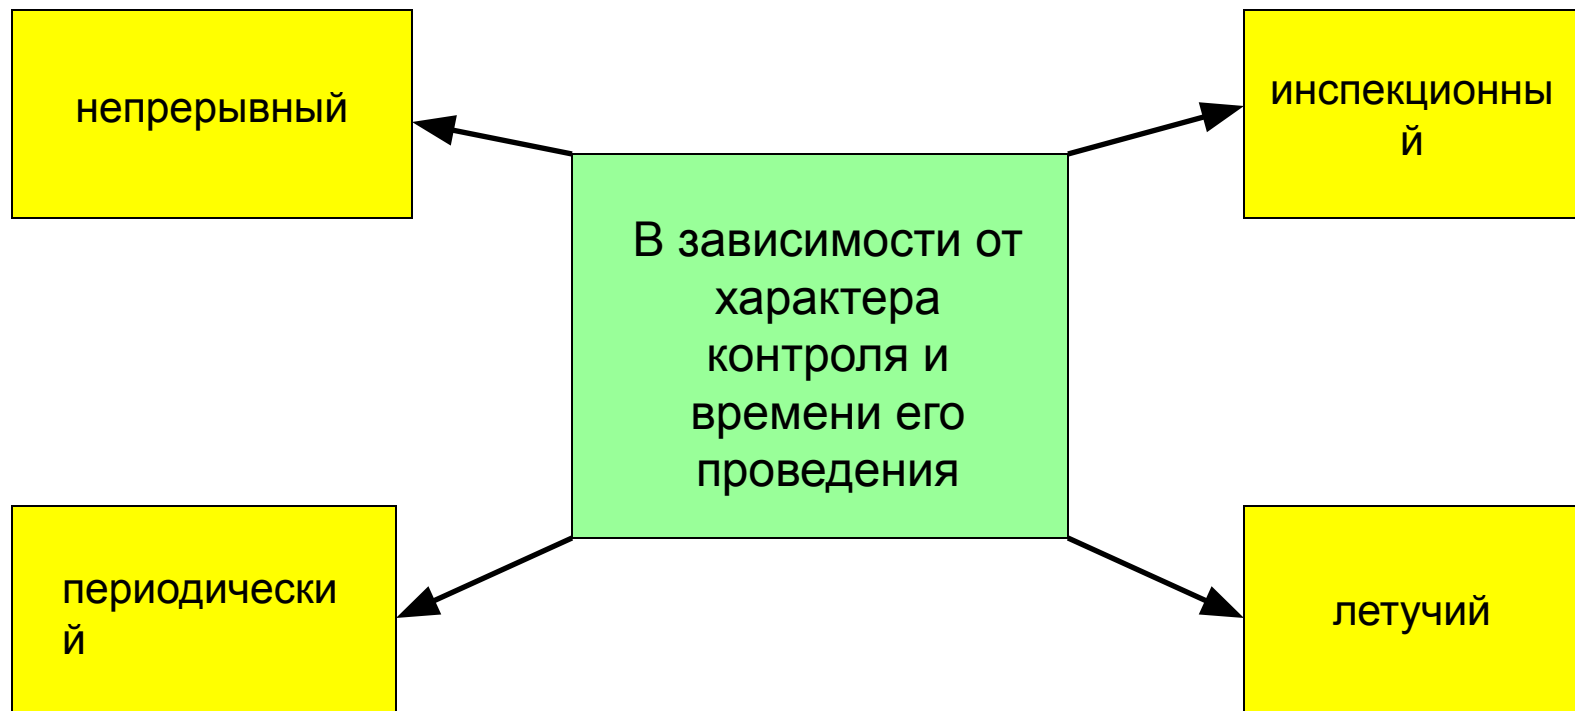 непрерывный
инспекционны
й
В зависимости от
характера
контроля и
времени его
проведения
периодически
й
летучий